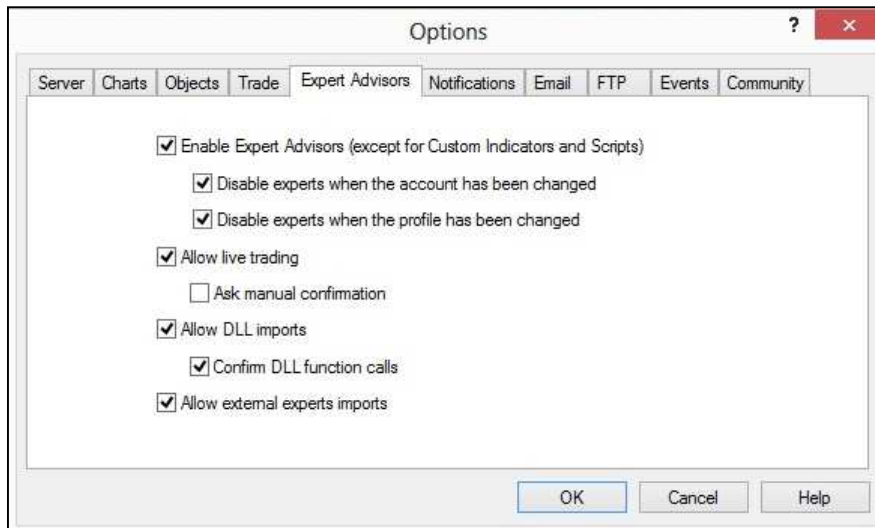 Options
?
Server Charts Objects Trade Expert Advisors Notifications Email FTP Events Community
Enable Expert Advisors (except for Custom Indicators and Scripts)
Disable experts when the account has been changed
Disable experts when the profile has been changed
Allow live trading
Ask manual confirmation
Allow DLL imports
Confirm DLL function calls
Allow external experts imports
OK Cancel Help